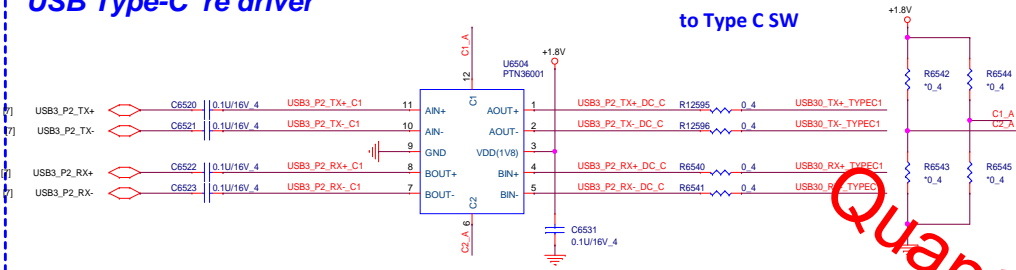 USB Type-C re driver
to Type C SW
+1.8V
+1.8V
C1_A
12
C1
U6504
PTN36001
R6542
*0_4
R6544
*0_4
USB3_P2_TX+
C6520
0.1U/16V_4
USB3_P2_TX+_C1
11
AIN+
AOUT+
1
USB3_P2_TX+_DC_C
R12595
0_4
USB30_TX+_TYPEC1
C1_A
7]
USB3_P2_TX-
C6521
0.1U/16V_4
USB3_P2_TX-_C1
10
AIN-
AOUT-
2
USB3_P2_TX-_DC_C
R12596
0_4
USB30_TX-_TYPEC1
C2_A
9
GND
VDD(1V8)
3
USB3_P2_RX+
C6522
0.1U/16V_4
USB3_P2_RX+_C1
8
BOUT+
BIN+
4
USB3_P2_RX+_DC_C
R6540
0_4
USB30_RX+_TYPEC1
R6543
*0_4
R6545
*0_4
7]
USB3_P2_RX-
C6523
0.1U/16V_4
USB3_P2_RX-_C1
7
BOUT-
BIN-
5
USB3_P2_RX-_DC_C
R6541
0_4
C2
6
C2_A
C6531
0.1U/16V_4